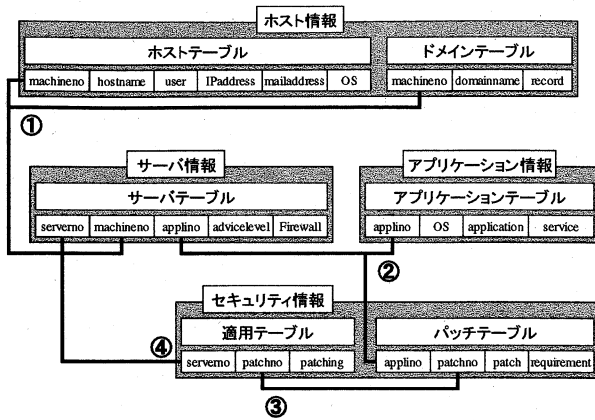 ホスト情報
ホストテーブル
machineno hostname user IPaddress mailaddress OS
ドメインテーブル
machineno domainname record
①
サーバ情報
サーバテーブル
serverno machineno applino advicelevel Firewall
アプリケーション情報
アプリケーションテーブル
applino OS application service
②
セキュリティ情報
④
適用テーブル
serverno patchno patching
パッチテーブル
applino patchno patch requirement
③